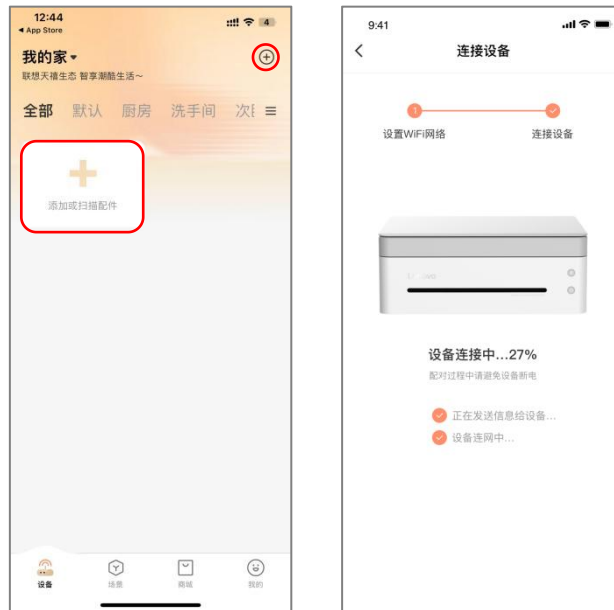 12:44
◀ App Store
4
我的家
联想天禧生态 智享潮酷生活～
全部 默认 厨房 洗手间
添加或扫描配件
设备 场景 商城 我的
9:41
连接设备
1
设置WiFi网络 连接设备
设备连接中...27%
配对过程中请避免设备断电
正在发送信息给设备...
设备连网中...